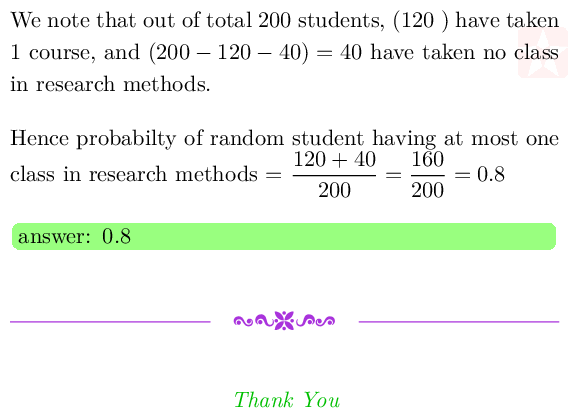 We note that out of total 200 students, (120 ) have taken
1 course, and (200 − 120 − 40) = 40 have taken no class
in research methods.
Hence probabilty of random student having at most one
class in research methods = \frac{120 + 40}{200} = \frac{160}{200} = 0.8
answer: 0.8
Thank You